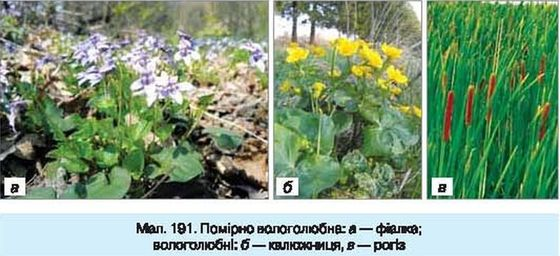 а
б
в
Мал. 191. Помірно вологолюбна: а — фіалка;
вологолюбні: б — калюжниця, в — рогіз